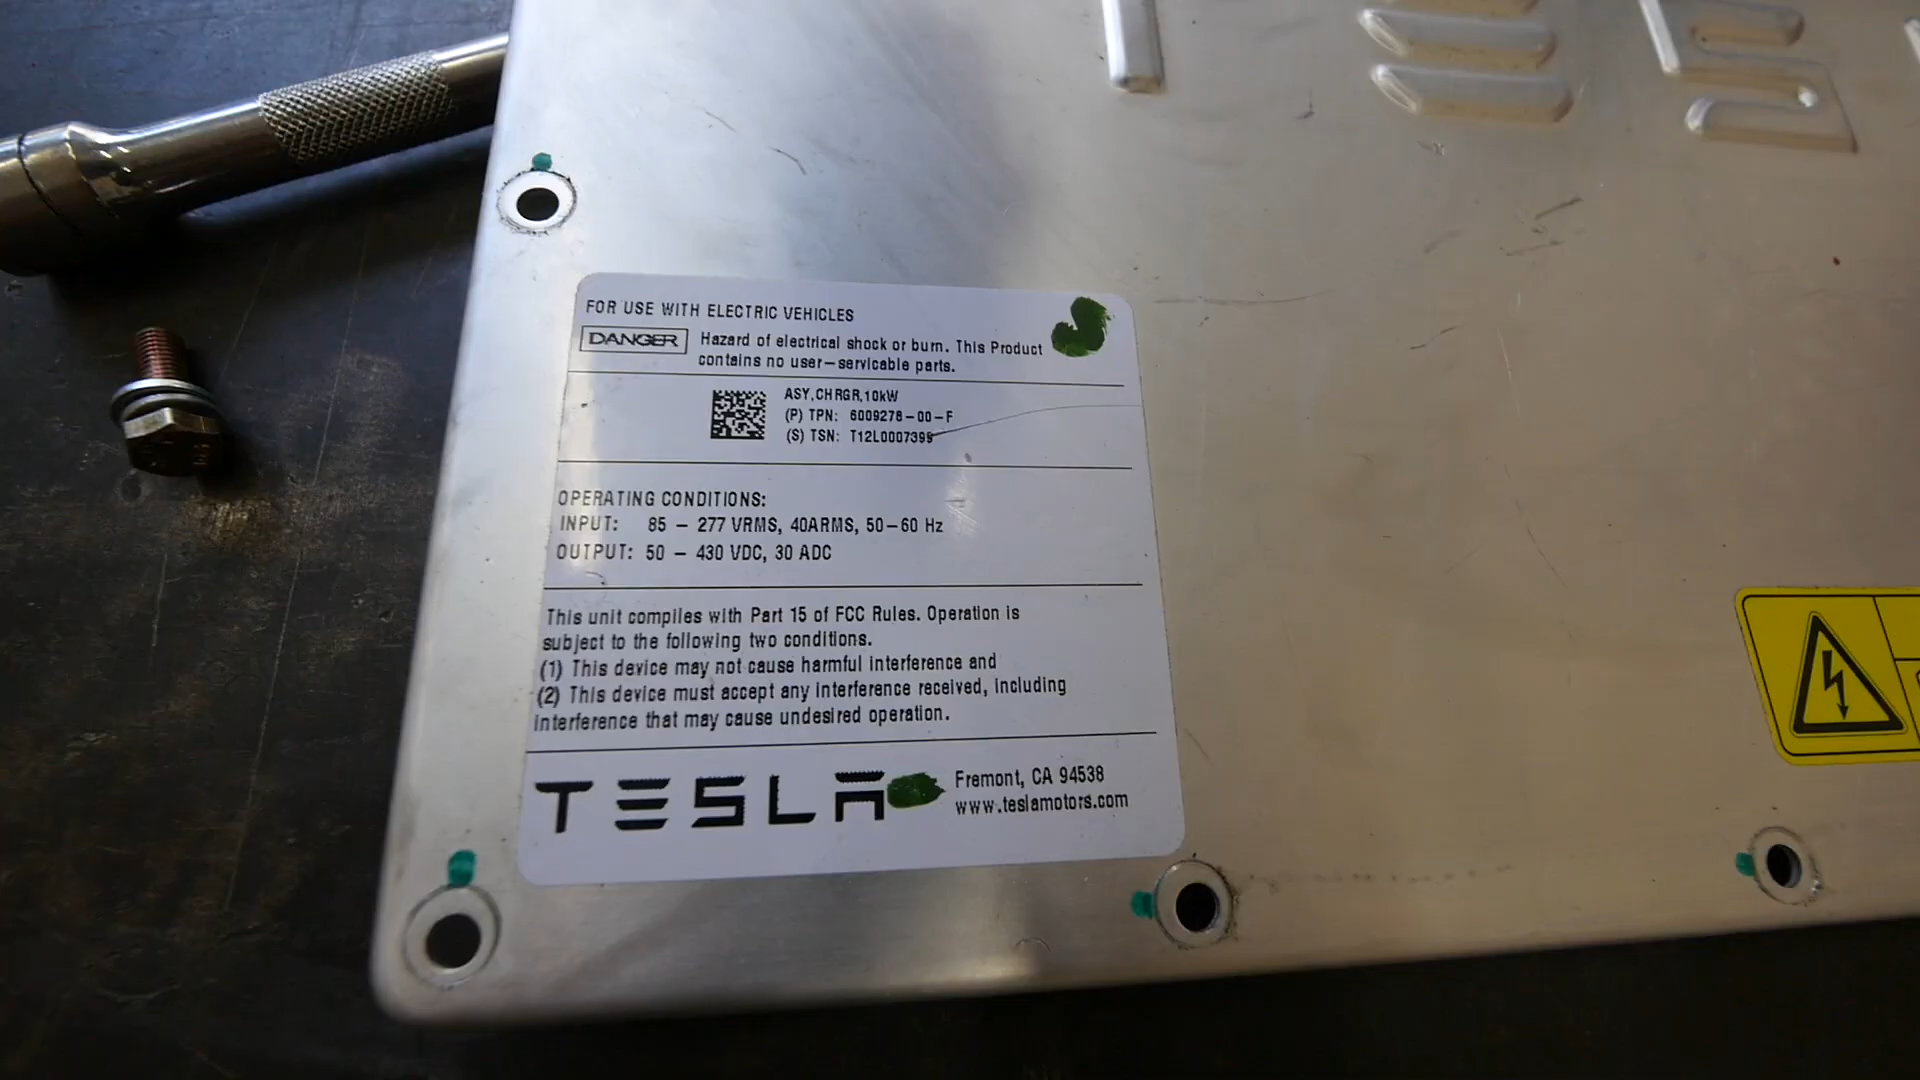 FOR USE WITH ELECTRIC VEHICLES
DANGER
Hazard of electrical shock or burn. This Product
contains no user-servicable parts.
ASY,CHRGR,10kW
(P) TPN: 6009278-00-F
(S) TSN: T12L0007399
OPERATING CONDITIONS:
INPUT: 85 - 277 VRMS, 40ARMS, 50-60 Hz
OUTPUT: 50 - 430 VDC, 30 ADC
This unit complies with Part 15 of FCC Rules. Operation is
subject to the following two conditions.
(1) This device may not cause harmful interference and
(2) This device must accept any interference received, including
interference that may cause undesired operation.
TESLA
Fremont, CA 94538
www.teslamotors.com